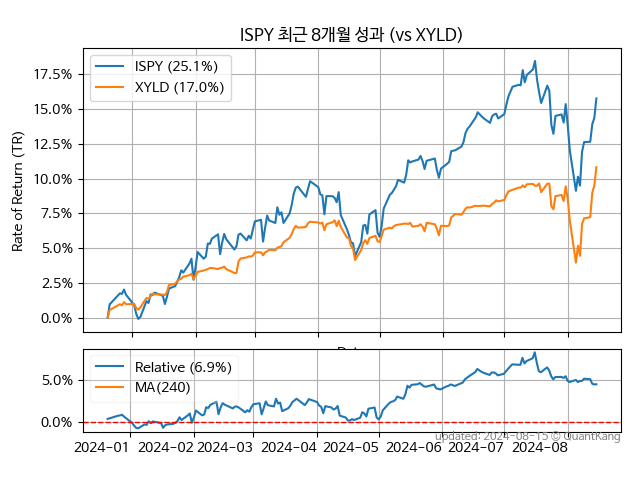 ISPY 최근 8개월 성과 (vs XYLD)
ISPY (25.1%)
XYLD (17.0%)
Rate of Return (TR)
17.5%
15.0%
12.5%
10.0%
7.5%
5.0%
2.5%
0.0%
Relative (6.9%)
MA(240)
5.0%
0.0%
2024-01 2024-02 2024-03 2024-04 2024-05 2024-06 2024-07 2024-08
updated: 2024-08-15 © QuantKang